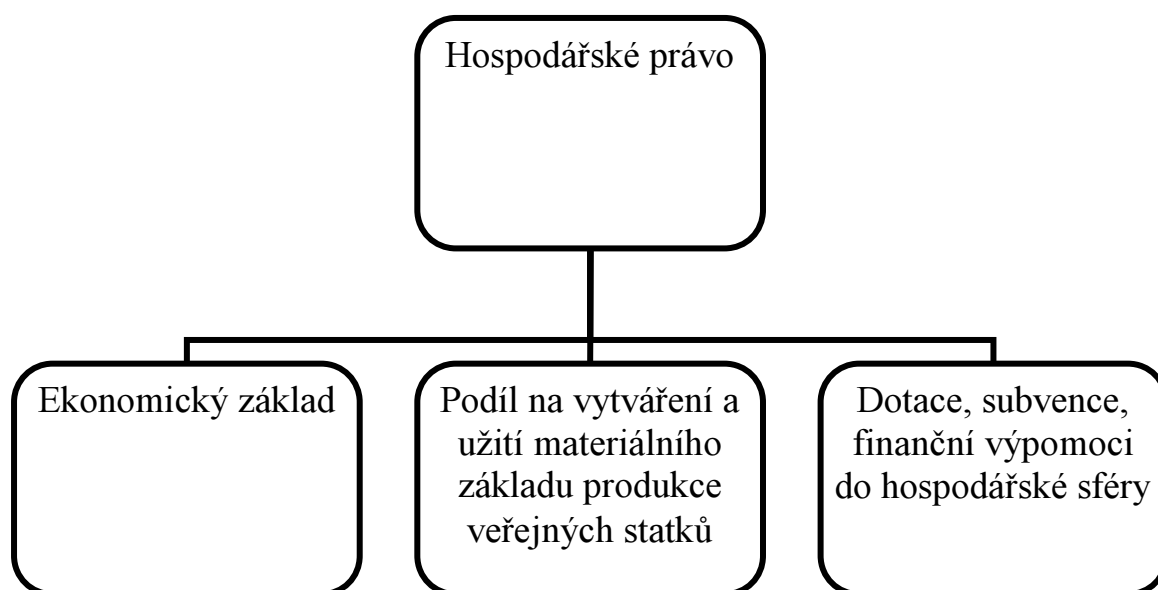 Hospodářské právo
Ekonomický základ
Podíl na vytváření a
užití materiálního
základu produkce
veřejných statků
Dotace, subvence,
finanční výpomoci
do hospodářské sféry